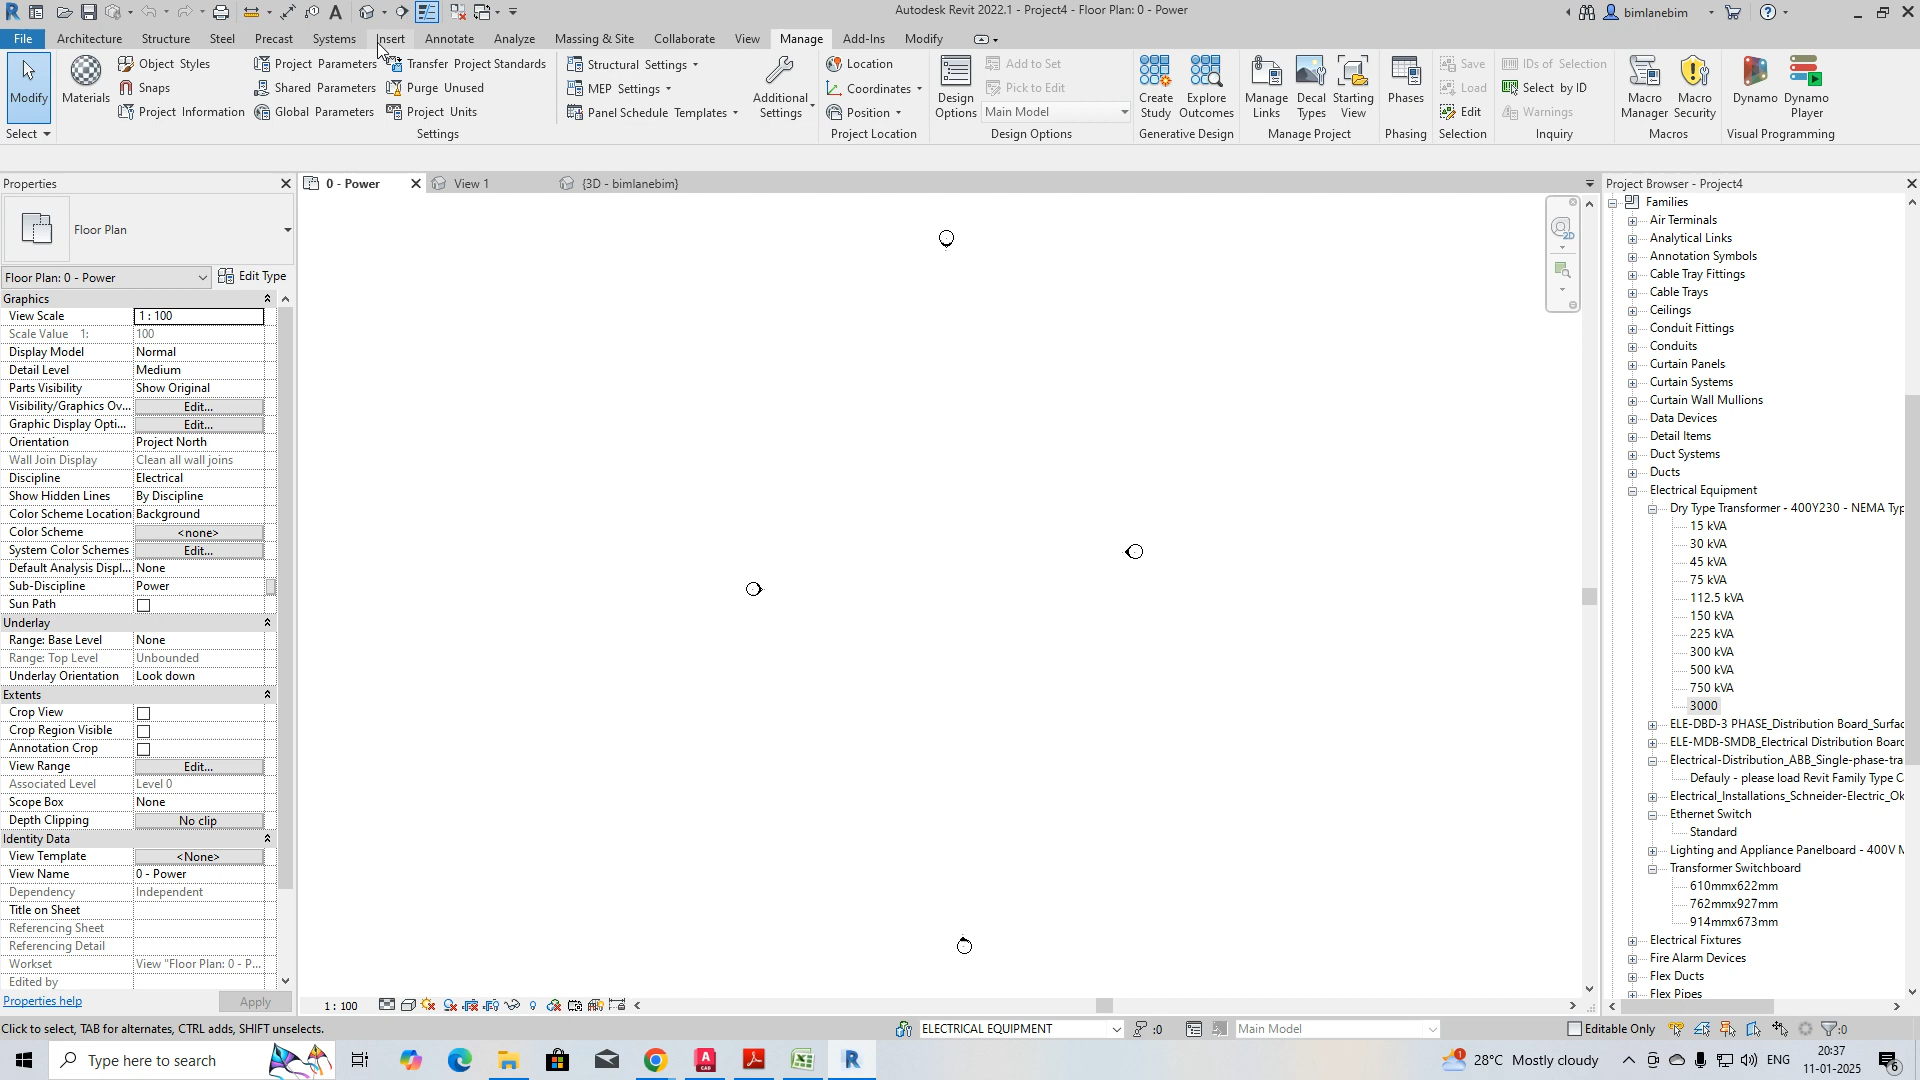 Autodesk Revit 2022.1 - Project4 - Floor Plan: 0 - Power
bimlanebim
File Architecture Structure Steel Precast Systems Insert Annotate Analyze Massing & Site Collaborate View Manage Add-Ins Modify
Modify
Select
Materials
Object Styles
Snaps
Project Information
Project Parameters
Shared Parameters
Global Parameters
Transfer Project Standards
Purge Unused
Project Units
Settings
Structural Settings
MEP Settings
Panel Schedule Templates
Additional Settings
Location
Coordinates
Position
Project Location
Design Options
Add to Set
Pick to Edit
Main Model
Design Options
Create Study
Explore Outcomes
Generative Design
Manage Links
Decal Types
Starting View
Manage Project
Phases
Phasing
Save
Load
Edit
Selection
IDs of Selection
Select by ID
Warnings
Inquiry
Macro Manager
Macro Security
Macros
Dynamo
Dynamo Player
Visual Programming
Properties
Floor Plan
Floor Plan: 0 - Power Edit Type
Graphics
View Scale 1 : 100
Scale Value 1: 100
Display Model Normal
Detail Level Medium
Parts Visibility Show Original
Visibility/Graphics Ov... Edit...
Graphic Display Opti... Edit...
Orientation Project North
Wall Join Display Clean all wall joins
Discipline Electrical
Show Hidden Lines By Discipline
Color Scheme Location Background
Color Scheme <none>
System Color Schemes Edit...
Default Analysis Displ... None
Sub-Discipline Power
Sun Path
Underlay
Range: Base Level None
Range: Top Level Unbounded
Underlay Orientation Look down
Extents
Crop View
Crop Region Visible
Annotation Crop
View Range Edit...
Associated Level Level 0
Scope Box None
Depth Clipping No clip
Identity Data
View Template <None>
View Name 0 - Power
Dependency Independent
Title on Sheet
Referencing Sheet
Referencing Detail
Workset View "Floor Plan: 0 - P...
Edited by
Properties help Apply
0 - Power View 1 {3D - bimlanebim}
2D
1 : 100
Project Browser - Project4
Families
Air Terminals
Analytical Links
Annotation Symbols
Cable Tray Fittings
Cable Trays
Ceilings
Conduit Fittings
Conduits
Curtain Panels
Curtain Systems
Curtain Wall Mullions
Data Devices
Detail Items
Duct Systems
Ducts
Electrical Equipment
Dry Type Transformer - 400Y230 - NEMA Typ
15 kVA
30 kVA
45 kVA
75 kVA
112.5 kVA
150 kVA
225 kVA
300 kVA
500 kVA
750 kVA
3000
ELE-DBD-3 PHASE_Distribution Board_Surfac
ELE-MDB-SMDB_Electrical Distribution Board
Electrical-Distribution_ABB_Single-phase-tra
Defauly - please load Revit Family Type C
Electrical_Installations_Schneider-Electric_Ok
Ethernet Switch
Standard
Lighting and Appliance Panelboard - 400V M
Transformer Switchboard
610mmx622mm
762mmx927mm
914mmx673mm
Electrical Fixtures
Fire Alarm Devices
Flex Ducts
Flex Pipes
Click to select, TAB for alternates, CTRL adds, SHIFT unselects.
ELECTRICAL EQUIPMENT
:0
Main Model
Editable Only
:0
Type here to search
28°C Mostly cloudy
ENG
20:37
11-01-2025
6